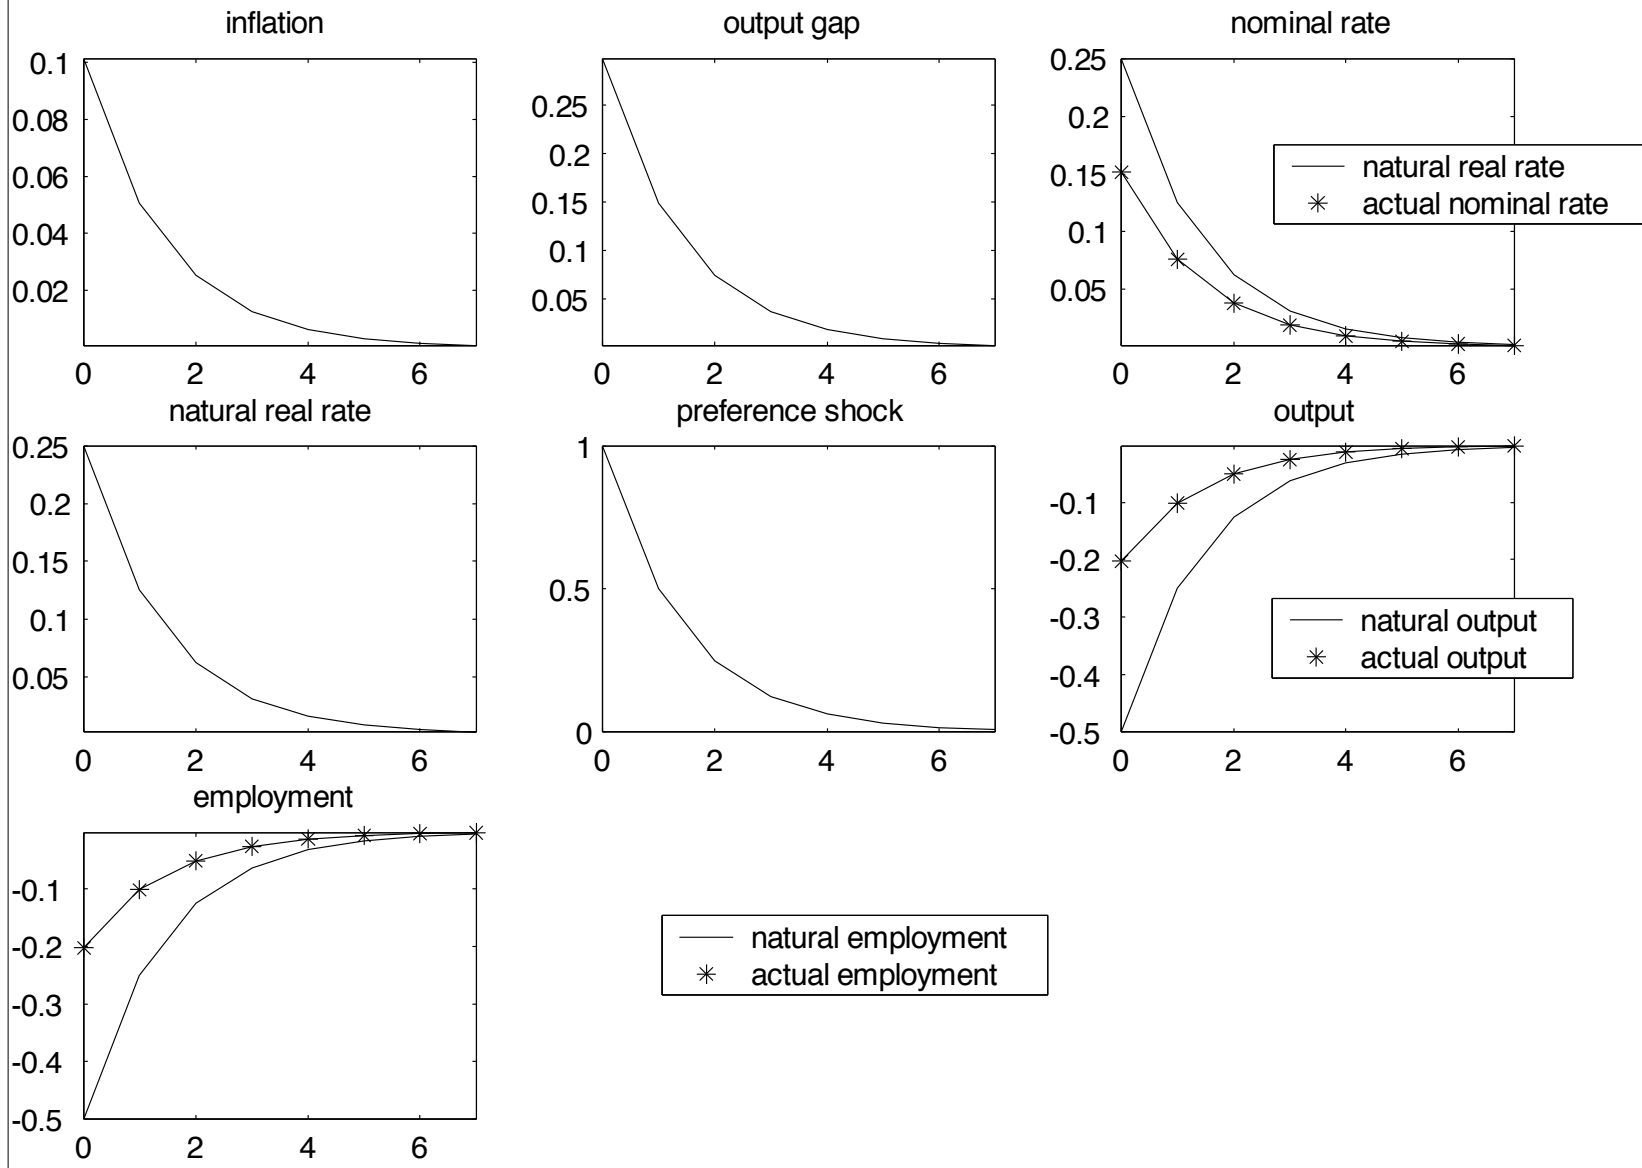 inflation
0.1
0.08
0.06
0.04
0.02
0 2 4 6
output gap
0.25
0.2
0.15
0.1
0.05
0 2 4 6
nominal rate
0.25
0.2
0.15
0.1
0.05
0 2 4 6
natural real rate
actual nominal rate
natural real rate
0.25
0.2
0.15
0.1
0.05
0 2 4 6
preference shock
1
0.5
0
0 2 4 6
output
-0.1
-0.2
-0.3
-0.4
-0.5
0 2 4 6
natural output
actual output
employment
-0.1
-0.2
-0.3
-0.4
-0.5
0 2 4 6
natural employment
actual employment